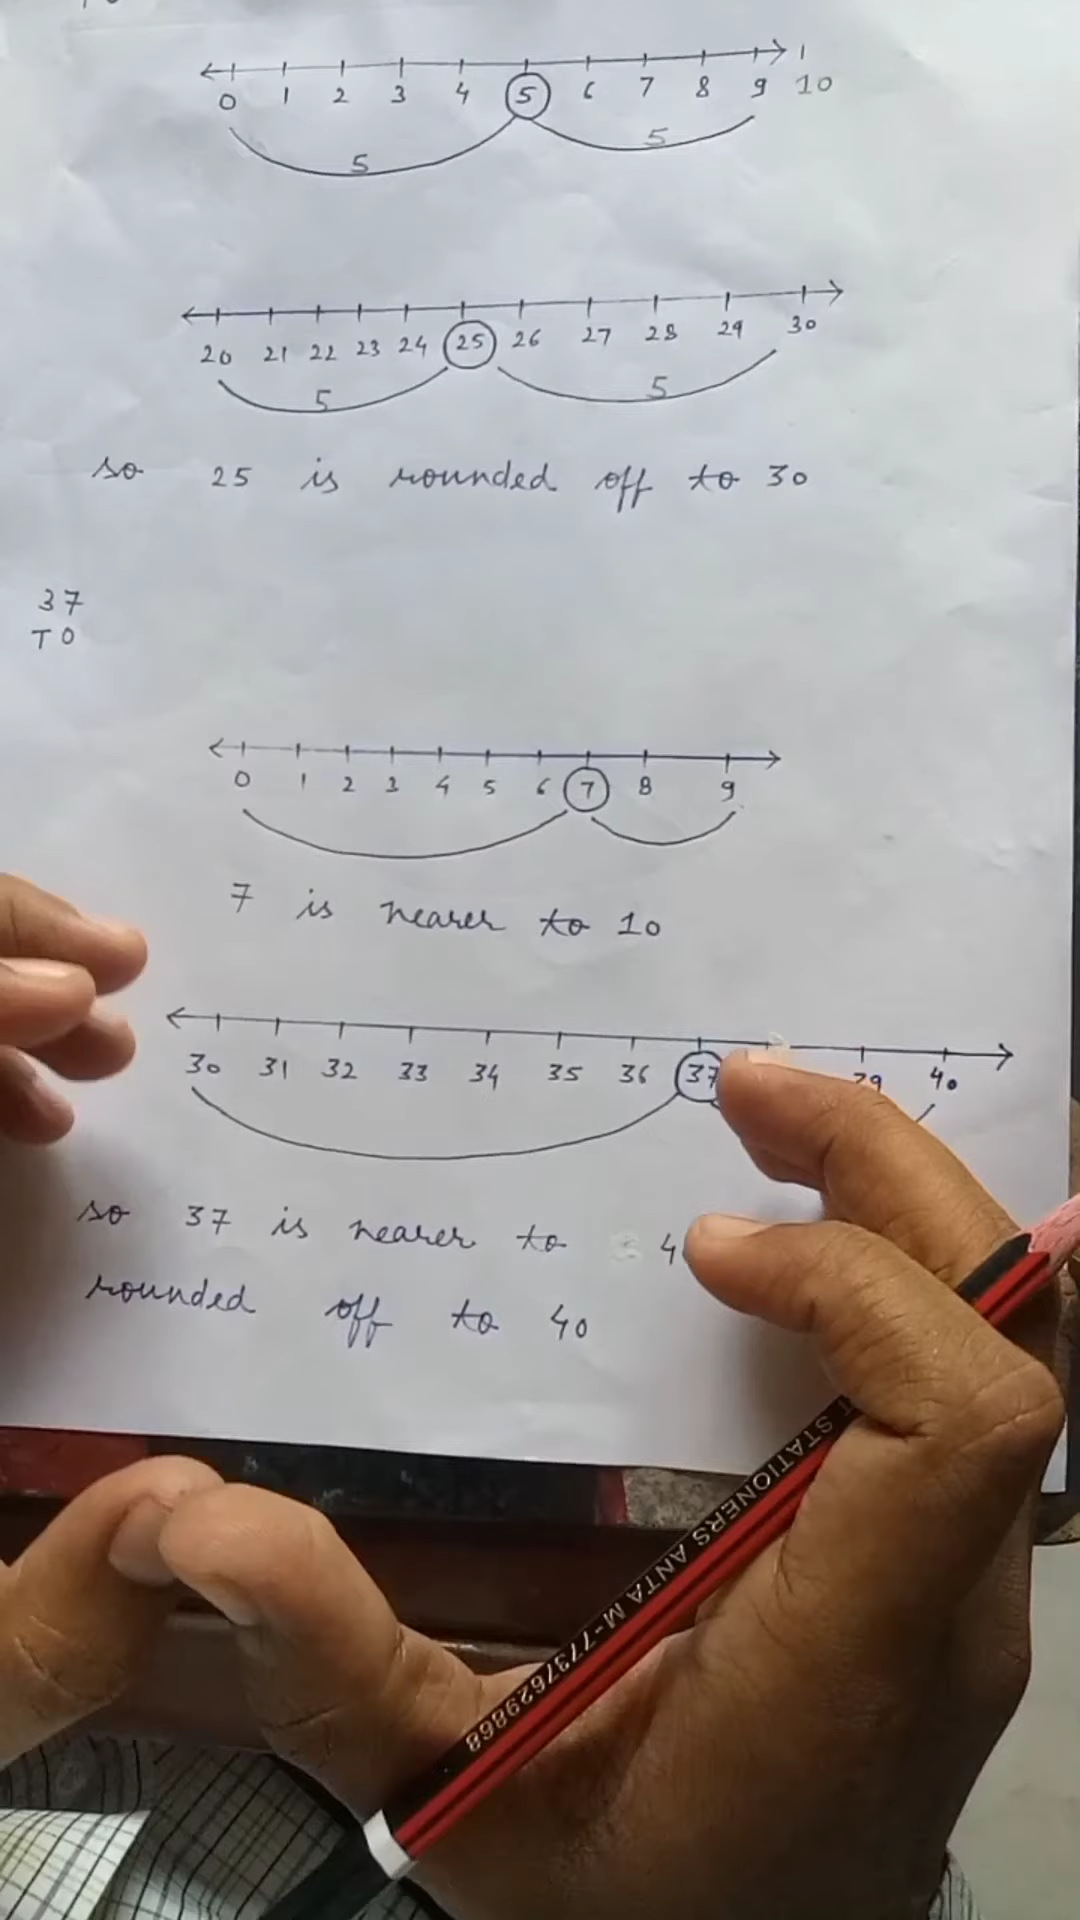 0 1 2 3 4 5 6 7 8 9 10
5 5
20 21 22 23 24 25 26 27 28 29 30
5 5
so 25 is rounded off to 30
37
TO
0 1 2 3 4 5 6 7 8 9
7 is nearer to 10
30 31 32 33 34 35 36 37 29 40
so 37 is nearer to 4
rounded off to 40
T STATIONERS ANTA M-7737629868